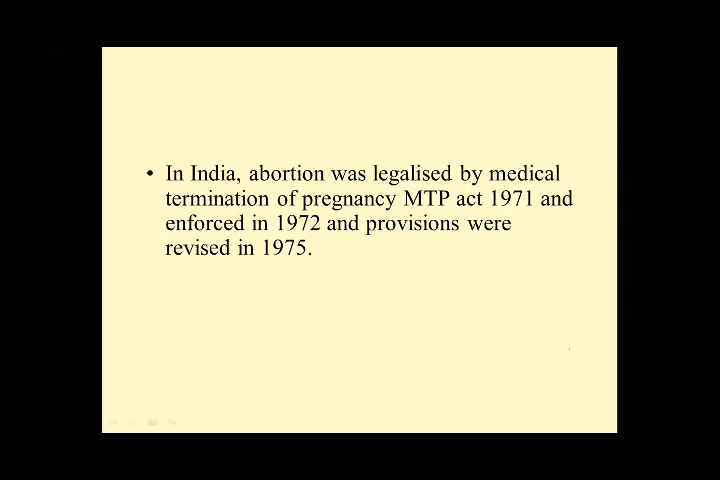 • In India, abortion was legalised by medical
termination of pregnancy MTP act 1971 and
enforced in 1972 and provisions were
revised in 1975.